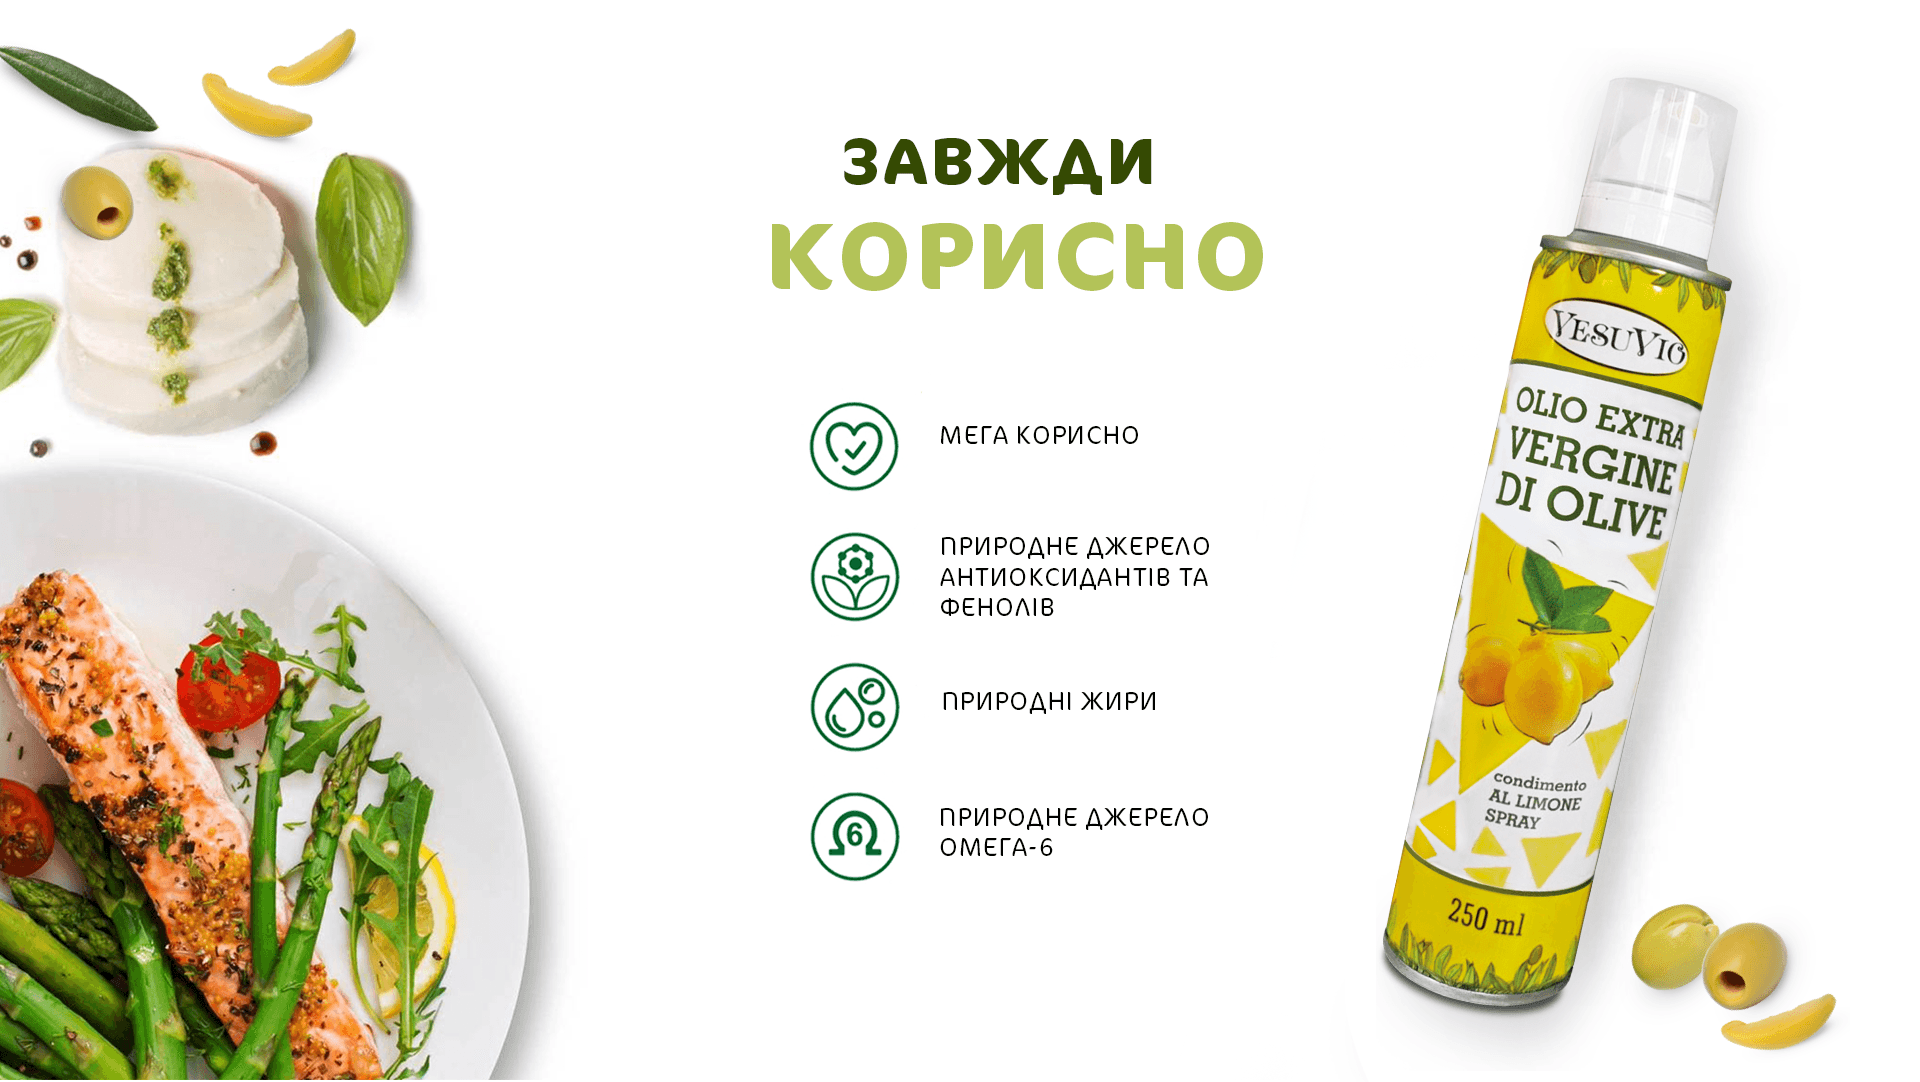 ЗАВЖДИ
КОРИСНО
МЕГА КОРИСНО
ПРИРОДНЕ ДЖЕРЕЛО
АНТИОКСИДАНТІВ ТА
ФЕНОЛІВ
ПРИРОДНІ ЖИРИ
6
ПРИРОДНЕ ДЖЕРЕЛО
ОМЕГА-6
VESUVIO
OLIO EXTRA
VERGINE
DI OLIVE
condimento
AL LIMONE
SPRAY
250 ml